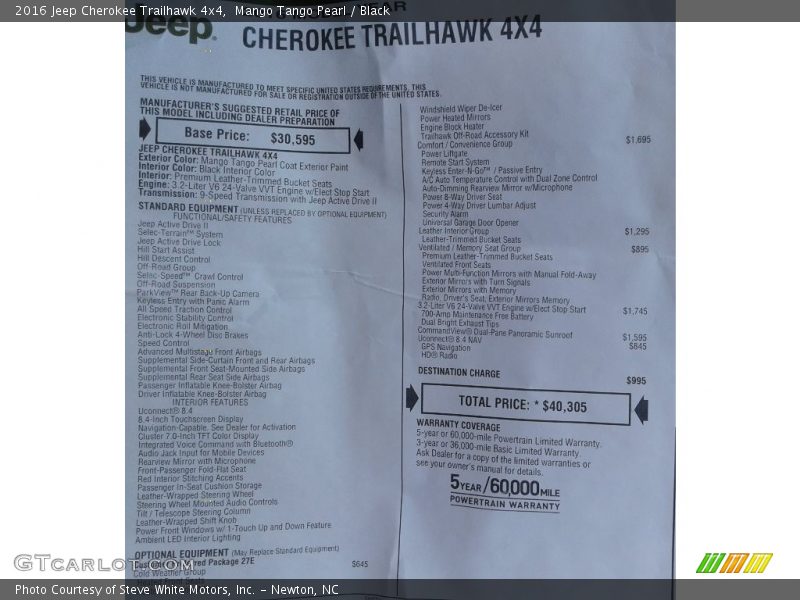 2016 Jeep Cherokee Trailhawk 4x4, Mango Tango Pearl / Black
Jeep
CHEROKEE TRAILHAWK 4X4
THIS VEHICLE IS MANUFACTURED TO MEET SPECIFIC UNITED STATES REQUIREMENTS. THIS
VEHICLE IS NOT MANUFACTURED FOR SALE OR REGISTRATION OUTSIDE OF THE UNITED STATES.
MANUFACTURER'S SUGGESTED RETAIL PRICE OF
THIS MODEL INCLUDING DEALER PREPARATION
Base Price: $30,595
JEEP CHEROKEE TRAILHAWK 4X4
Exterior Color: Mango Tango Pearl Coat Exterior Paint
Interior Color: Black Interior Color
Interior: Premium Leather-Trimmed Bucket Seats
Engine: 3.2-Liter V6 24-Valve VVT Engine w/Elect Stop Start
Transmission: 9-Speed Transmission with Jeep Active Drive II
STANDARD EQUIPMENT (UNLESS REPLACED BY OPTIONAL EQUIPMENT)
FUNCTIONAL/SAFETY FEATURES
Jeep Active Drive II
Selec-Terrain™ System
Jeep Active Drive Lock
Hill Start Assist
Hill Descent Control
Off-Road Group
Selec-Speed™ Crawl Control
Off-Road Suspension
ParkView™ Rear Back-Up Camera
Keyless Entry with Panic Alarm
All Speed Traction Control
Electronic Stability Control
Electronic Roll Mitigation
Anti-Lock 4-Wheel Disc Brakes
Speed Control
Advanced Multistage Front Airbags
Supplemental Side-Curtain Front and Rear Airbags
Supplemental Front Seat-Mounted Side Airbags
Supplemental Rear Seat Side Airbags
Passenger Inflatable Knee-Bolster Airbag
Driver Inflatable Knee-Bolster Airbag
INTERIOR FEATURES
Uconnect® 8.4
8.4-Inch Touchscreen Display
Navigation-Capable. See Dealer for Activation
Cluster 7.0-Inch TFT Color Display
Integrated Voice Command with Bluetooth®
Audio Jack Input for Mobile Devices
Rearview Mirror with Microphone
Front-Passenger Fold-Flat Seat
Red Interior Stitching Accents
Passenger In-Seat Cushion Storage
Leather-Wrapped Steering Wheel
Steering Wheel Mounted Audio Controls
Tilt / Telescope Steering Column
Leather-Wrapped Shift Knob
Power Front Windows w/ 1-Touch Up and Down Feature
Ambient LED Interior Lighting
OPTIONAL EQUIPMENT (May Replace Standard Equipment)
Package 27E
Cold Weather Group $645
Windshield Wiper De-Icer
Power Heated Mirrors
Engine Block Heater
Trailhawk Off-Road Accessory Kit
Comfort / Convenience Group $1,695
Power Liftgate
Remote Start System
Keyless Enter-N-Go™ / Passive Entry
A/C Auto Temperature Control with Dual Zone Control
Auto-Dimming Rearview Mirror w/Microphone
Power 8-Way Driver Seat
Power 4-Way Driver Lumbar Adjust
Security Alarm
Universal Garage Door Opener
Leather Interior Group $1,295
Leather-Trimmed Bucket Seats
Ventilated / Memory Seat Group $895
Premium Leather-Trimmed Bucket Seats
Ventilated Front Seats
Power Multi-Function Mirrors with Manual Fold-Away
Exterior Mirrors with Turn Signals
Exterior Mirrors with Memory
Radio, Driver's Seat, Exterior Mirrors Memory
3.2-Liter V6 24-Valve VVT Engine w/Elect Stop Start $1,745
700-Amp Maintenance Free Battery
Dual Bright Exhaust Tips
CommandView® Dual-Pane Panoramic Sunroof $1,595
Uconnect® 8.4 NAV $645
GPS Navigation
HD® Radio
DESTINATION CHARGE $995
TOTAL PRICE: * $40,305
WARRANTY COVERAGE
5-year or 60,000-mile Powertrain Limited Warranty.
3-year or 36,000-mile Basic Limited Warranty.
Ask Dealer for a copy of the limited warranties or
see your owner's manual for details.
5 YEAR/60,000 MILE
POWERTRAIN WARRANTY
GTCarLot.com
Photo Courtesy of Steve White Motors, Inc. – Newton, NC